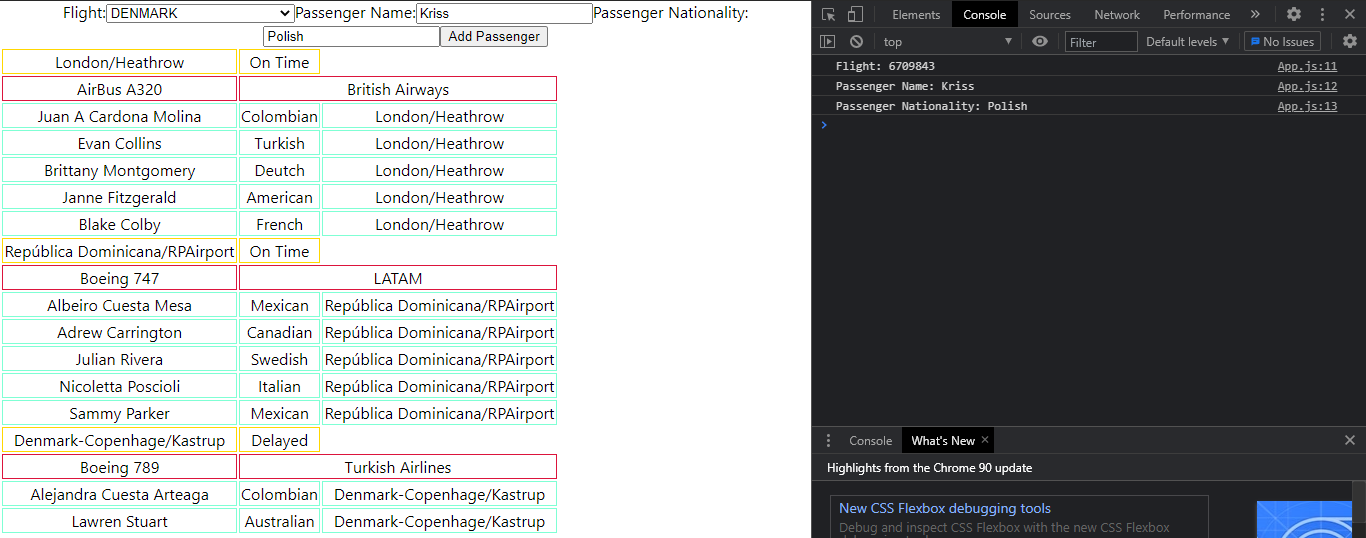 Flight: DENMARK Passenger Name: Kriss Passenger Nationality:
Polish Add Passenger
London/Heathrow On Time
AirBus A320 British Airways
Juan A Cardona Molina Colombian London/Heathrow
Evan Collins Turkish London/Heathrow
Brittany Montgomery Deutch London/Heathrow
Janne Fitzgerald American London/Heathrow
Blake Colby French London/Heathrow
República Dominicana/RPAirport On Time
Boeing 747 LATAM
Albeiro Cuesta Mesa Mexican República Dominicana/RPAirport
Adrew Carrington Canadian República Dominicana/RPAirport
Julian Rivera Swedish República Dominicana/RPAirport
Nicoletta Poscioli Italian República Dominicana/RPAirport
Sammy Parker Mexican República Dominicana/RPAirport
Denmark-Copenhage/Kastrup Delayed
Boeing 789 Turkish Airlines
Alejandra Cuesta Arteaga Colombian Denmark-Copenhage/Kastrup
Lawren Stuart Australian Denmark-Copenhage/Kastrup
Elements Console Sources Network Performance »
top Filter Default levels No Issues
Flight: 6709843 App.js:11
Passenger Name: Kriss App.js:12
Passenger Nationality: Polish App.js:13
Console What's New
Highlights from the Chrome 90 update
New CSS Flexbox debugging tools
Debug and inspect CSS Flexbox with the new CSS Flexbox